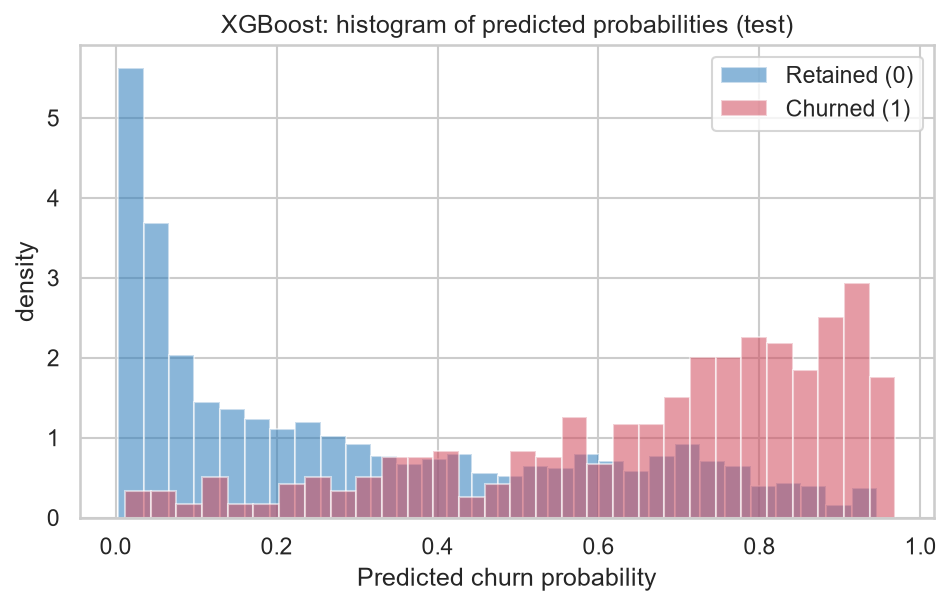 XGBoost: histogram of predicted probabilities (test)
Retained (0)
Churned (1)
density
5
4
3
2
1
0
0.0 0.2 0.4 0.6 0.8 1.0
Predicted churn probability